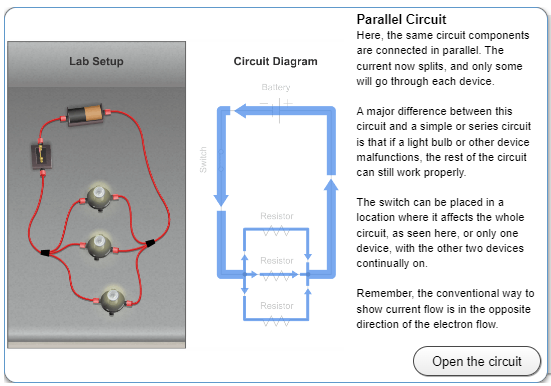 Parallel Circuit
Here, the same circuit components
are connected in parallel. The
current now splits, and only some
will go through each device.
A major difference between this
circuit and a simple or series circuit
is that if a light bulb or other device
malfunctions, the rest of the circuit
can still work properly.
The switch can be placed in a
location where it affects the whole
circuit, as seen here, or only one
device, with the other two devices
continually on.
Remember, the conventional way to
show current flow is in the opposite
direction of the electron flow.
Open the circuit
Lab Setup
Circuit Diagram
Battery
Switch
Resistor
Resistor
Resistor